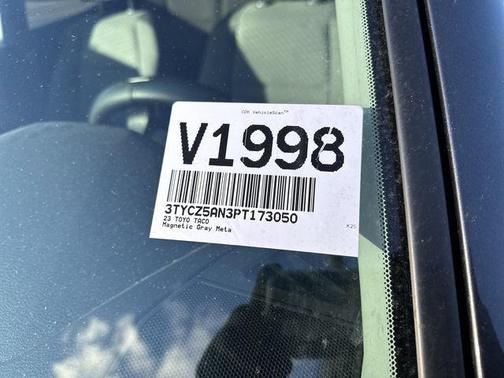 CDK VehicleScan™
V1998
3TYCZ5AN3PT173050
23 TOYO TACO
Magnetic Gray Meta
K25